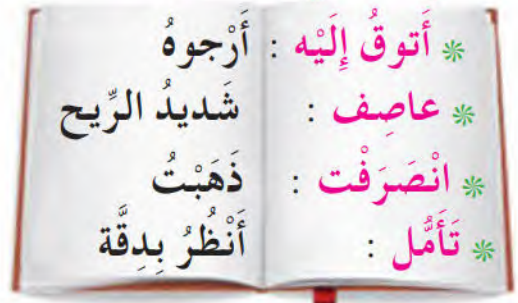 أَتوقُ إِلَيْه : أَرْجوهُ
عاصِف : شَديدُ الرِّيح
انْصَرَفْت : ذَهَبْتُ
تَأَمُّل : أَنْظُرُ بِدِقَّة